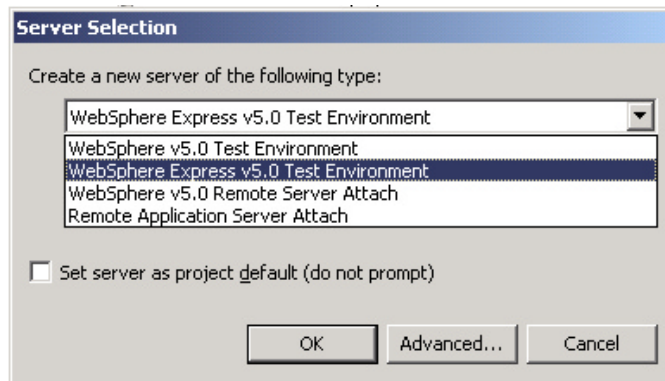 Server Selection
Create a new server of the following type:
WebSphere Express v5.0 Test Environment
WebSphere v5.0 Test Environment
WebSphere Express v5.0 Test Environment
WebSphere v5.0 Remote Server Attach
Remote Application Server Attach
Set server as project default (do not prompt)
OK Advanced... Cancel